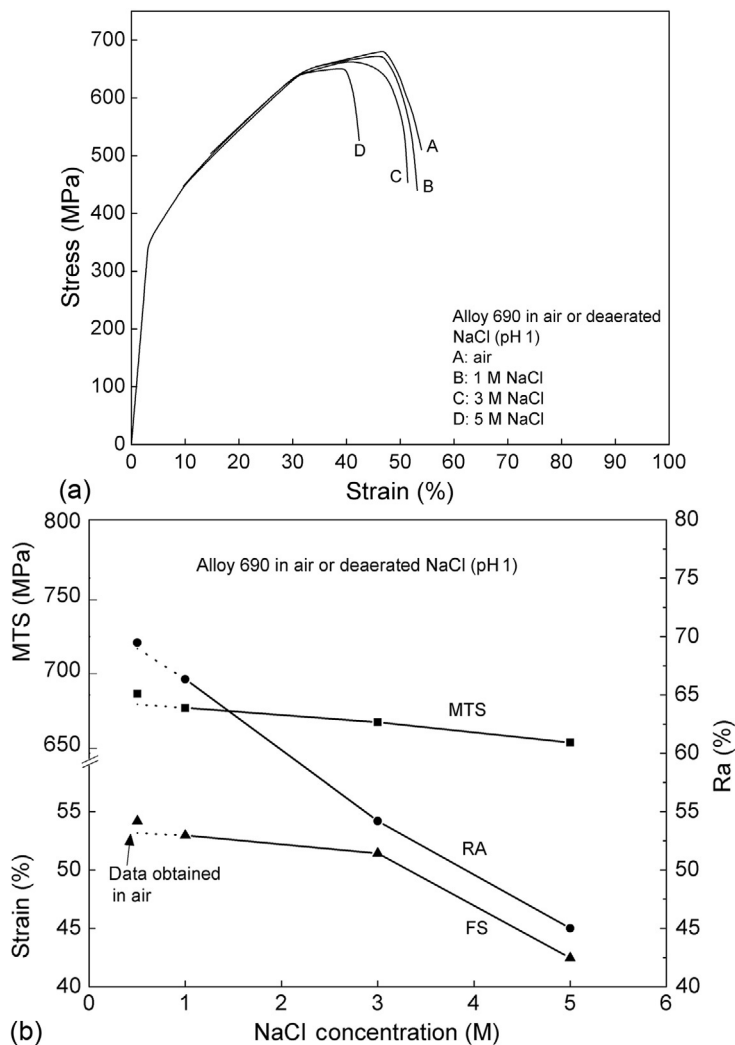 700
600
500
400
300
200
100
0
Stress (MPa)
A
B
C
D
Alloy 690 in air or deaerated
NaCl (pH 1)
A: air
B: 1 M NaCl
C: 3 M NaCl
D: 5 M NaCl
0 10 20 30 40 50 60 70 80 90 100
(a)
Strain (%)
800
750
700
650
MTS (MPa)
55
50
45
40
Strain (%)
Alloy 690 in air or deaerated NaCl (pH 1)
MTS
RA
FS
Data obtained
in air
80
75
70
65
60
55
50
45
40
Ra (%)
0 1 2 3 4 5 6
(b)
NaCl concentration (M)